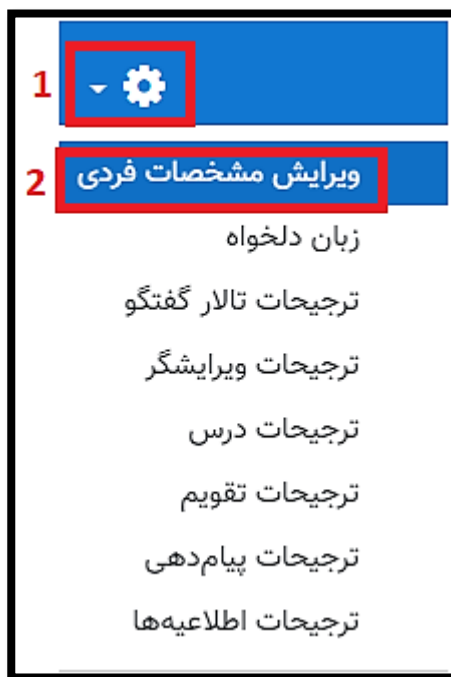 1
2
ویرایش مشخصات فردی
زبان دلخواه
ترجیحات تالار گفتگو
ترجیحات ویرایشگر
ترجیحات درس
ترجیحات تقویم
ترجیحات پیام‌دهی
ترجیحات اطلاعیه‌ها